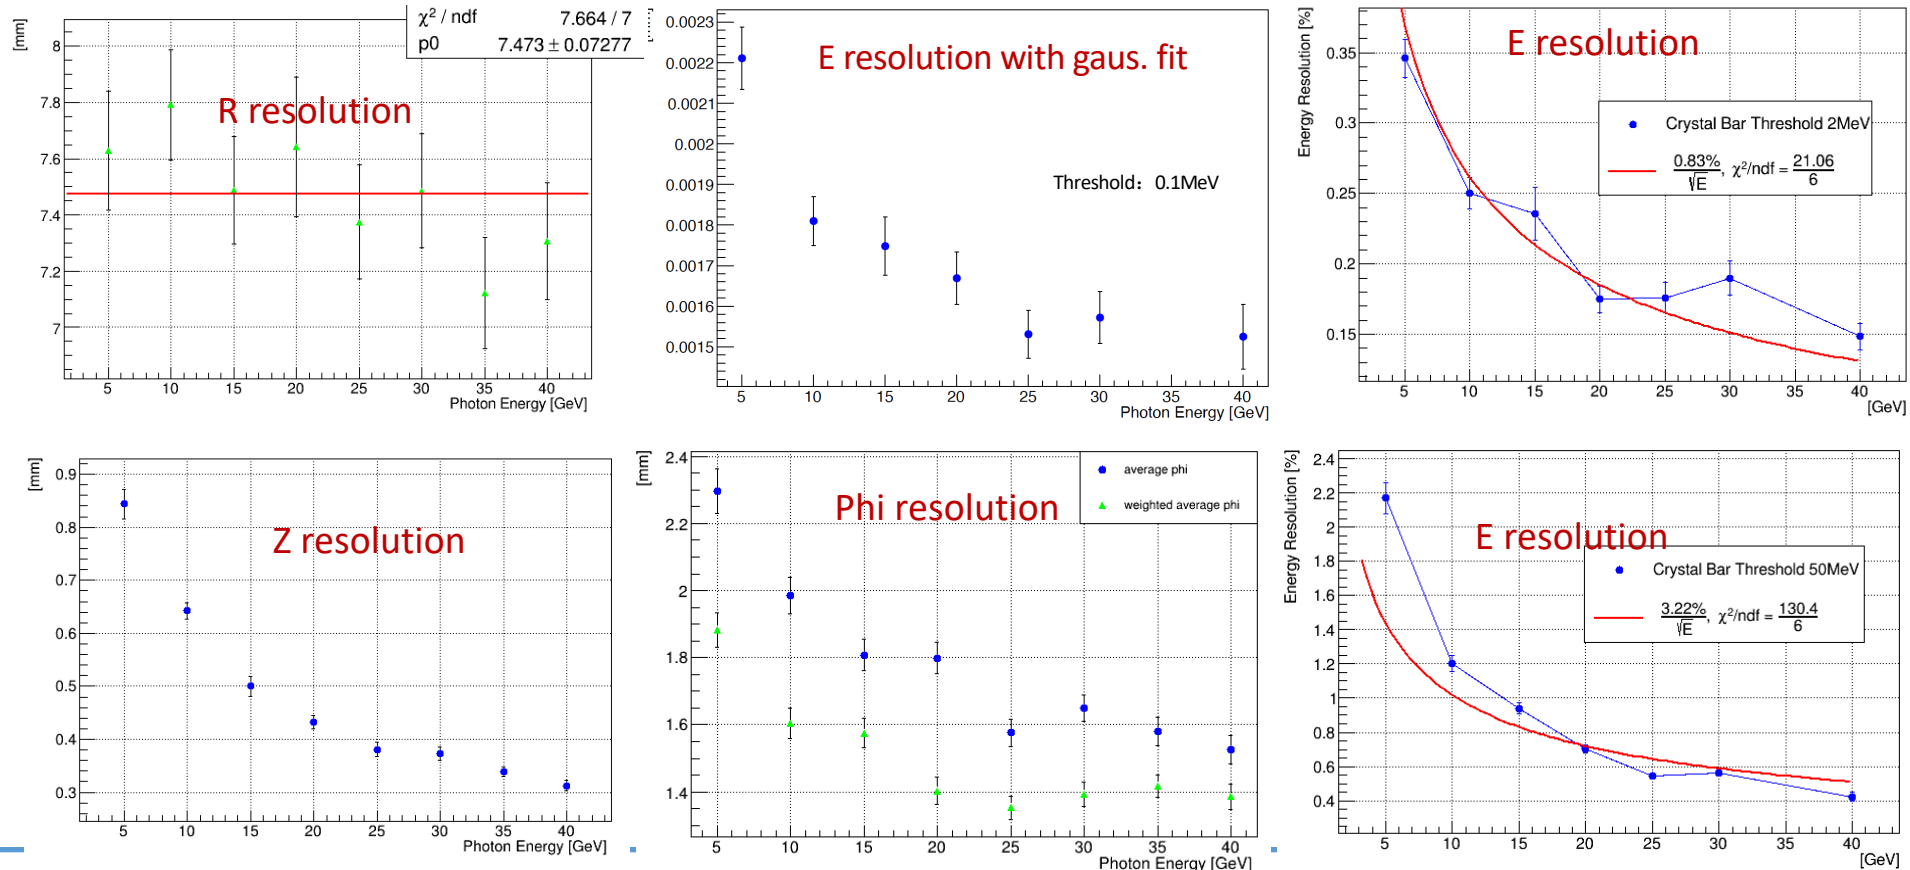 [mm]
χ² / ndf 7.664 / 7
p0 7.473 ± 0.07277
R resolution
8
7.8
7.6
7.4
7.2
7
5 10 15 20 25 30 35 40
Photon Energy [GeV]
E resolution with gaus. fit
Threshold：0.1MeV
0.0023
0.0022
0.0021
0.002
0.0019
0.0018
0.0017
0.0016
0.0015
5 10 15 20 25 30 35 40
Photon Energy [GeV]
Energy Resolution [%]
E resolution
Crystal Bar Threshold 2MeV
0.83%/√E, χ²/ndf = 21.06/6
0.35
0.3
0.25
0.2
0.15
5 10 15 20 25 30 35 40
[GeV]
[mm]
Z resolution
0.9
0.8
0.7
0.6
0.5
0.4
0.3
5 10 15 20 25 30 35 40
Photon Energy [GeV]
[mm]
Phi resolution
average phi
weighted average phi
2.4
2.2
2
1.8
1.6
1.4
5 10 15 20 25 30 35 40
Photon Energy [GeV]
Energy Resolution [%]
E resolution
Crystal Bar Threshold 50MeV
3.22%/√E, χ²/ndf = 130.4/6
2.4
2.2
2
1.8
1.6
1.4
1.2
1
0.8
0.6
0.4
5 10 15 20 25 30 35 40
[GeV]